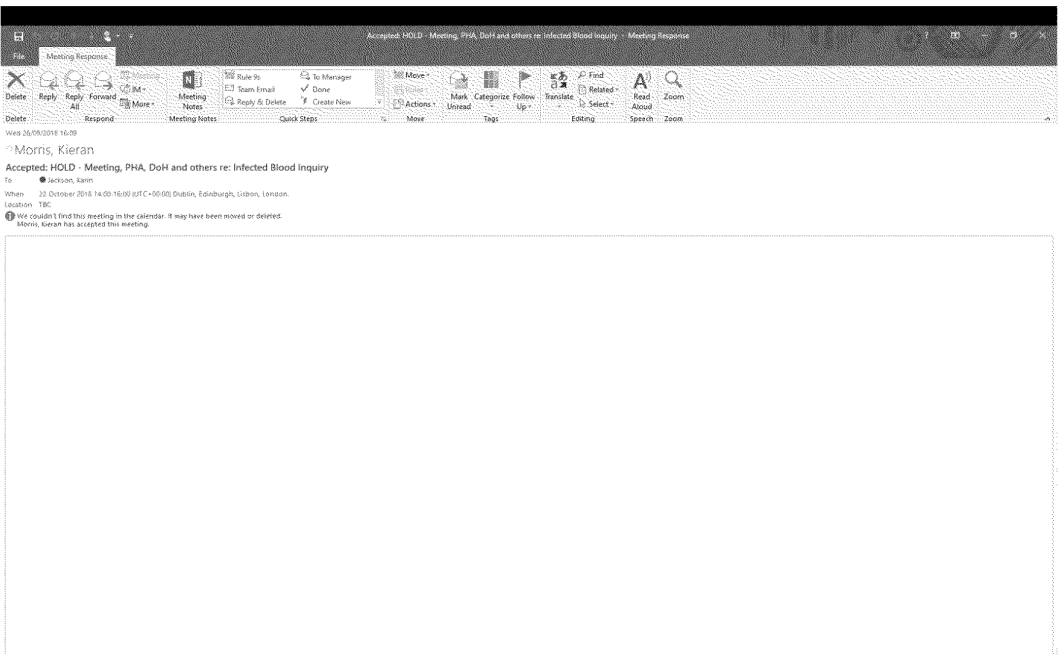 Accepted: HOLD - Meeting, PHA, DoH and others re: Infected Blood Inquiry - Meeting Response
File Meeting Response
Meeting Rule 9s To Manager Move Find
IM Team Email Done Rules Related
More Reply & Delete Create New Actions Select
Delete Reply Reply All Forward Meeting Notes Mark Unread Categorize Follow Up Translate Read Aloud Zoom
Delete Respond Meeting Notes Quick Steps Move Tags Editing Speech Zoom
Wed 26/09/2018 16:09
Morris, Kieran
Accepted: HOLD - Meeting, PHA, DoH and others re: Infected Blood Inquiry
To Jackson, Karin
When 22 October 2018 14:00-16:00 (UTC+00:00) Dublin, Edinburgh, Lisbon, London.
Location TBC
We couldn't find this meeting in the calendar. It may have been moved or deleted.
Morris, Kieran has accepted this meeting.